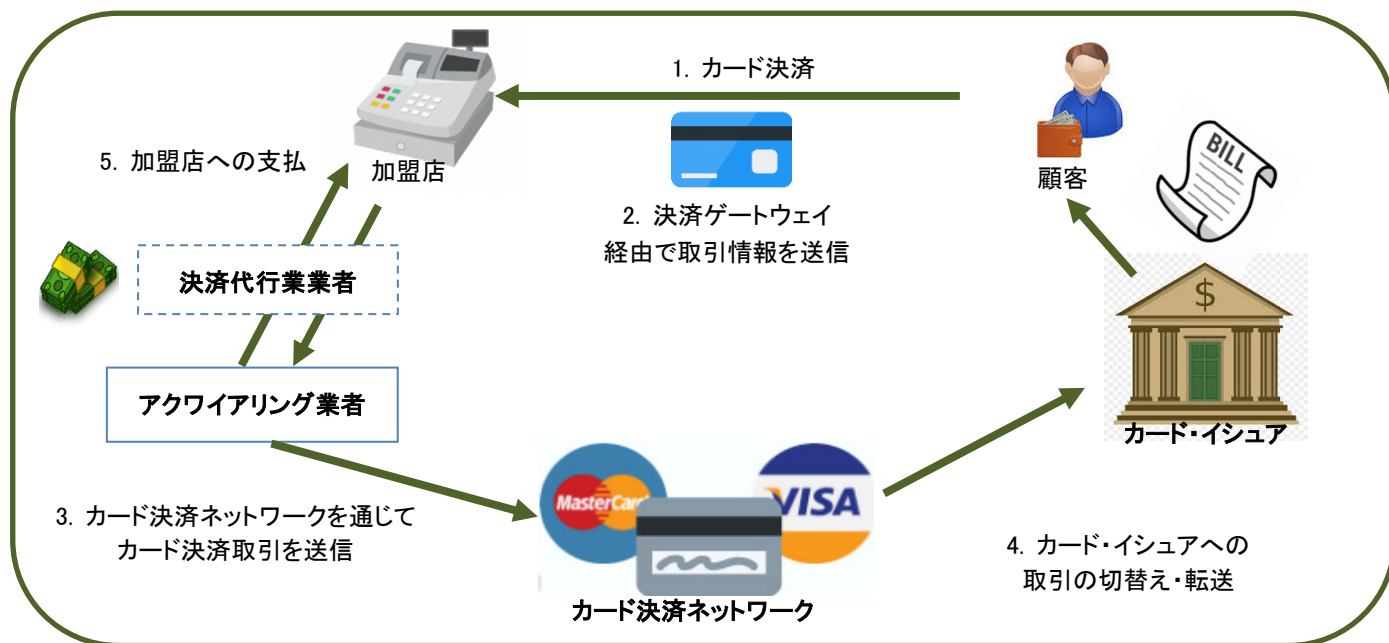 1. カード決済
5. 加盟店への支払
加盟店
BILL
顧客
2. 決済ゲートウェイ
経由で取引情報を送信
決済代行業業者
$
アクワイアリング業者
カード・イシュア
MasterCard
VISA
3. カード決済ネットワークを通じて
カード決済取引を送信
4. カード・イシュアへの
取引の切替え・転送
カード決済ネットワーク